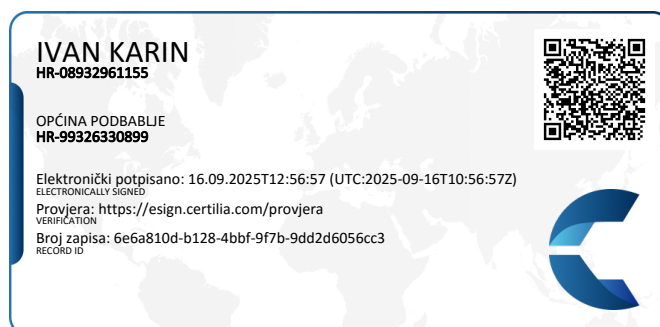 IVAN KARIN
HR-08932961155
OPĆINA PODBABLJE
HR-99326330899
Elektronički potpisano: 16.09.2025T12:56:57 (UTC:2025-09-16T10:56:57Z)
ELECTRONICALLY SIGNED
Provjera: https://esign.certilia.com/provjera
VERIFICATION
Broj zapisa: 6e6a810d-b128-4bbf-9f7b-9dd2d6056cc3
RECORD ID